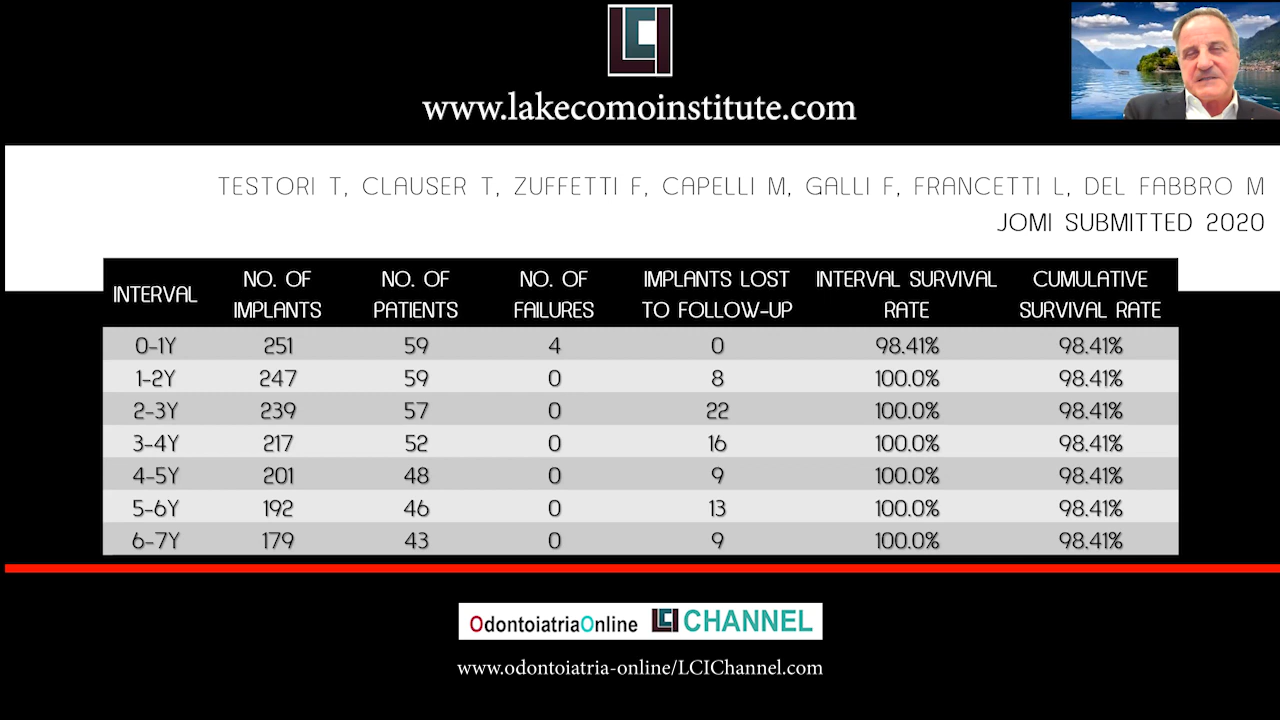 LCI
www.lakecomoinstitute.com
TESTORI T, CLAUSER T, ZUFFETTI F, CAPELLI M, GALLI F, FRANCETTI L, DEL FABBRO M
JOMI SUBMITTED 2020
INTERVAL NO. OF IMPLANTS NO. OF PATIENTS NO. OF FAILURES IMPLANTS LOST TO FOLLOW-UP INTERVAL SURVIVAL RATE CUMULATIVE SURVIVAL RATE
0-1Y 251 59 4 0 98.41% 98.41%
1-2Y 247 59 0 8 100.0% 98.41%
2-3Y 239 57 0 22 100.0% 98.41%
3-4Y 217 52 0 16 100.0% 98.41%
4-5Y 201 48 0 9 100.0% 98.41%
5-6Y 192 46 0 13 100.0% 98.41%
6-7Y 179 43 0 9 100.0% 98.41%
OdontoiatriaOnline LCI CHANNEL
www.odontoiatria-online/LCIChannel.com